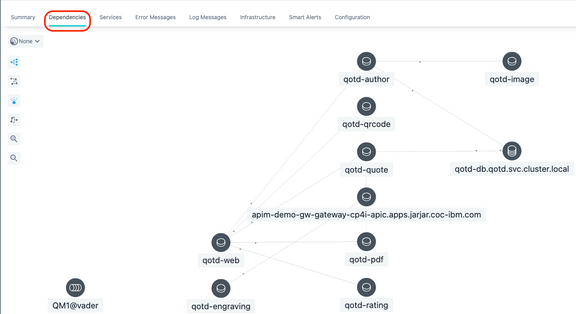 Summary Dependencies Services Error Messages Log Messages Infrastructure Smart Alerts Configuration
None
qotd-author qotd-image
qotd-qrcode
qotd-quote qotd-db.qotd.svc.cluster.local
apim-demo-gw-gateway-cp4i-apic.apps.jarjar.coc-ibm.com
qotd-web qotd-pdf
QM1@vader qotd-engraving qotd-rating